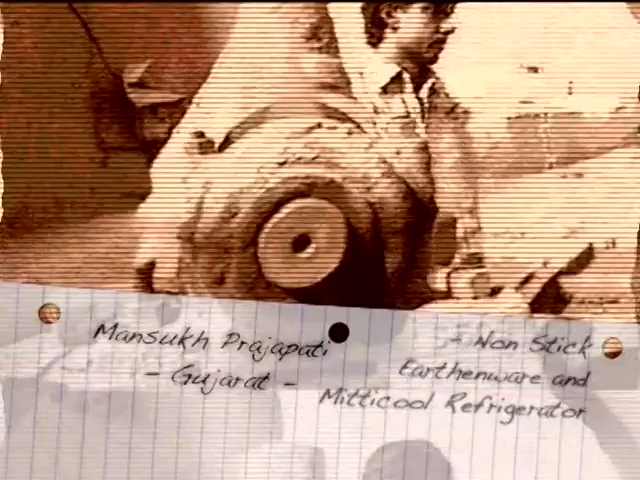 Mansukh Prajapati
- Gujarat -
- Non Stick
Earthenware and
Mitticool Refrigerator